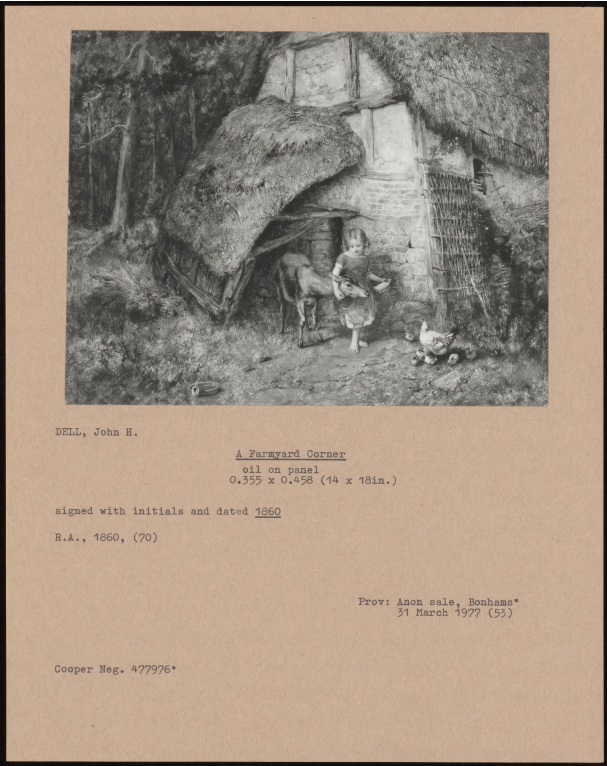 DELL, John H.
A Farmyard Corner
oil on panel
0.355 x 0.458 (14 x 18in.)
signed with initials and dated 1860
R.A., 1860, (70)
Prov: Anon sale, Bonhams*
31 March 1977 (53)
Cooper Neg. 477976*